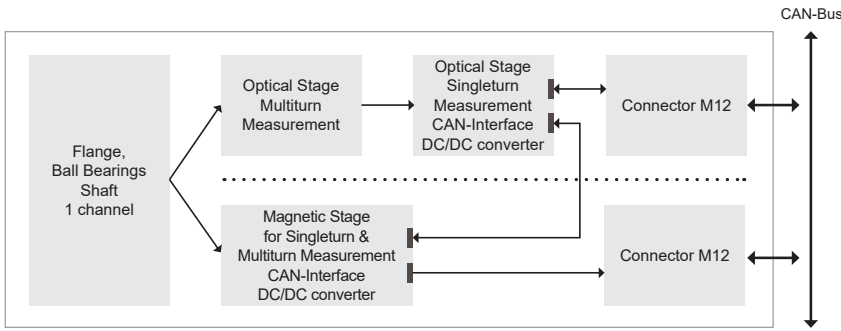 CAN-Bus
Flange,
Ball Bearings
Shaft
1 channel
Optical Stage
Multiturn
Measurement
Optical Stage
Singleturn
Measurement
CAN-Interface
DC/DC converter
Connector M12
Magnetic Stage
for Singleturn &
Multiturn Measurement
CAN-Interface
DC/DC converter
Connector M12